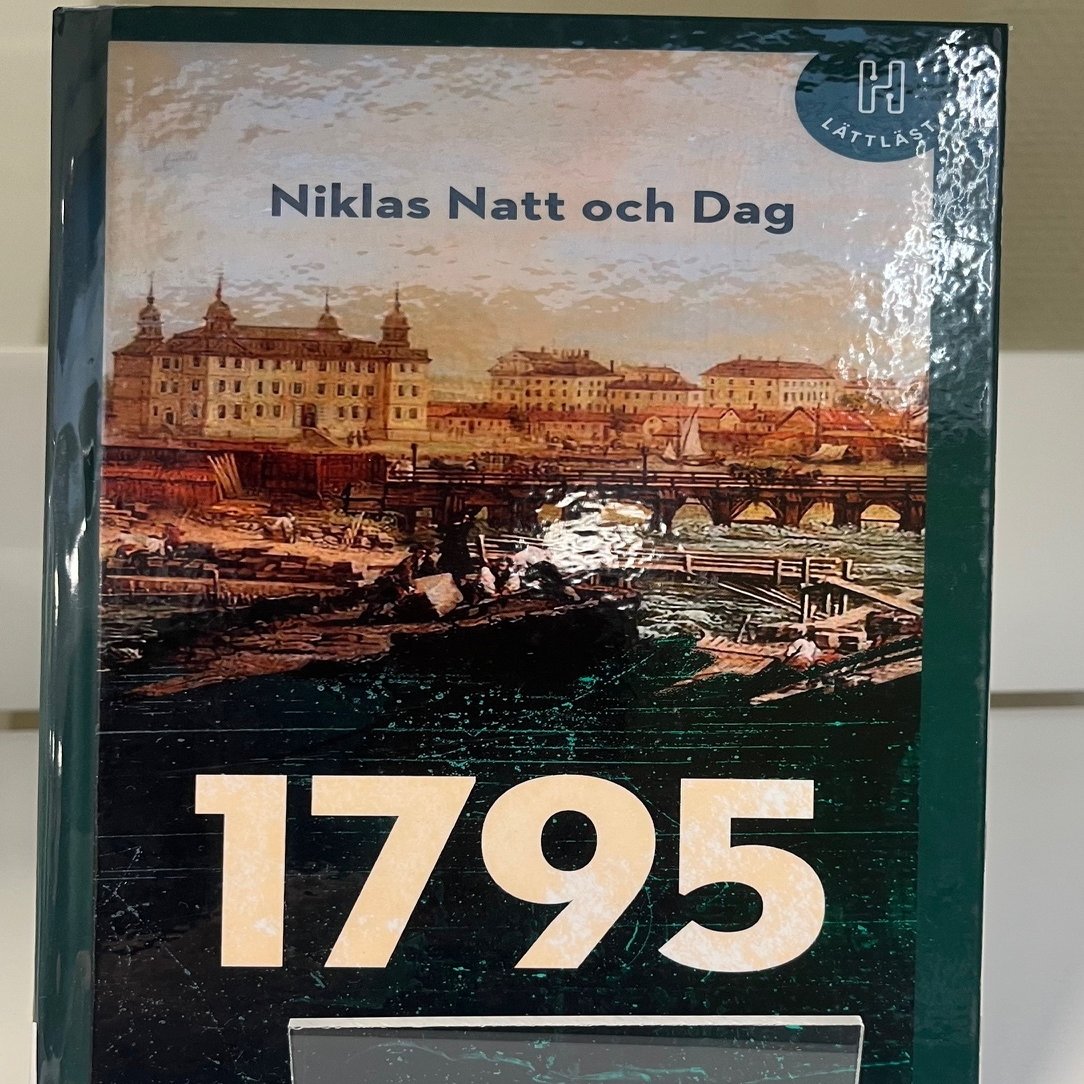 H
LÄTTLÄST
Niklas Natt och Dag
1795